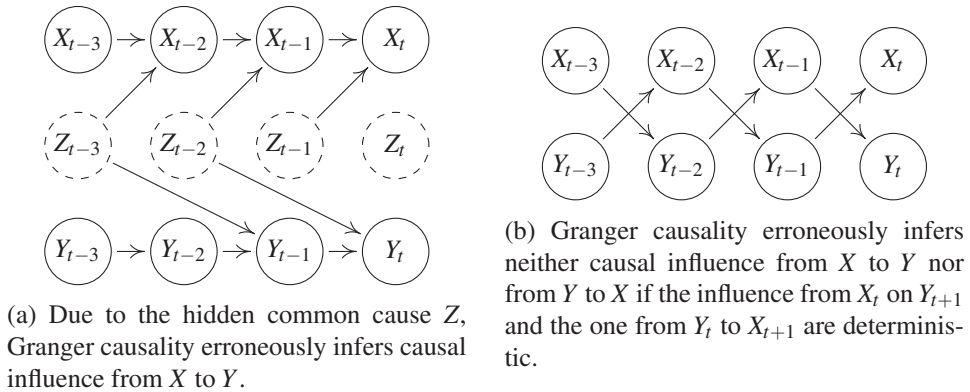 X_{t−3} X_{t−2} X_{t−1} X_t
Z_{t−3} Z_{t−2} Z_{t−1} Z_t
Y_{t−3} Y_{t−2} Y_{t−1} Y_t
(a) Due to the hidden common cause Z,
Granger causality erroneously infers causal
influence from X to Y.
X_{t−3} X_{t−2} X_{t−1} X_t
Y_{t−3} Y_{t−2} Y_{t−1} Y_t
(b) Granger causality erroneously infers
neither causal influence from X to Y nor
from Y to X if the influence from X_t on Y_{t+1}
and the one from Y_t to X_{t+1} are determinis-
tic.